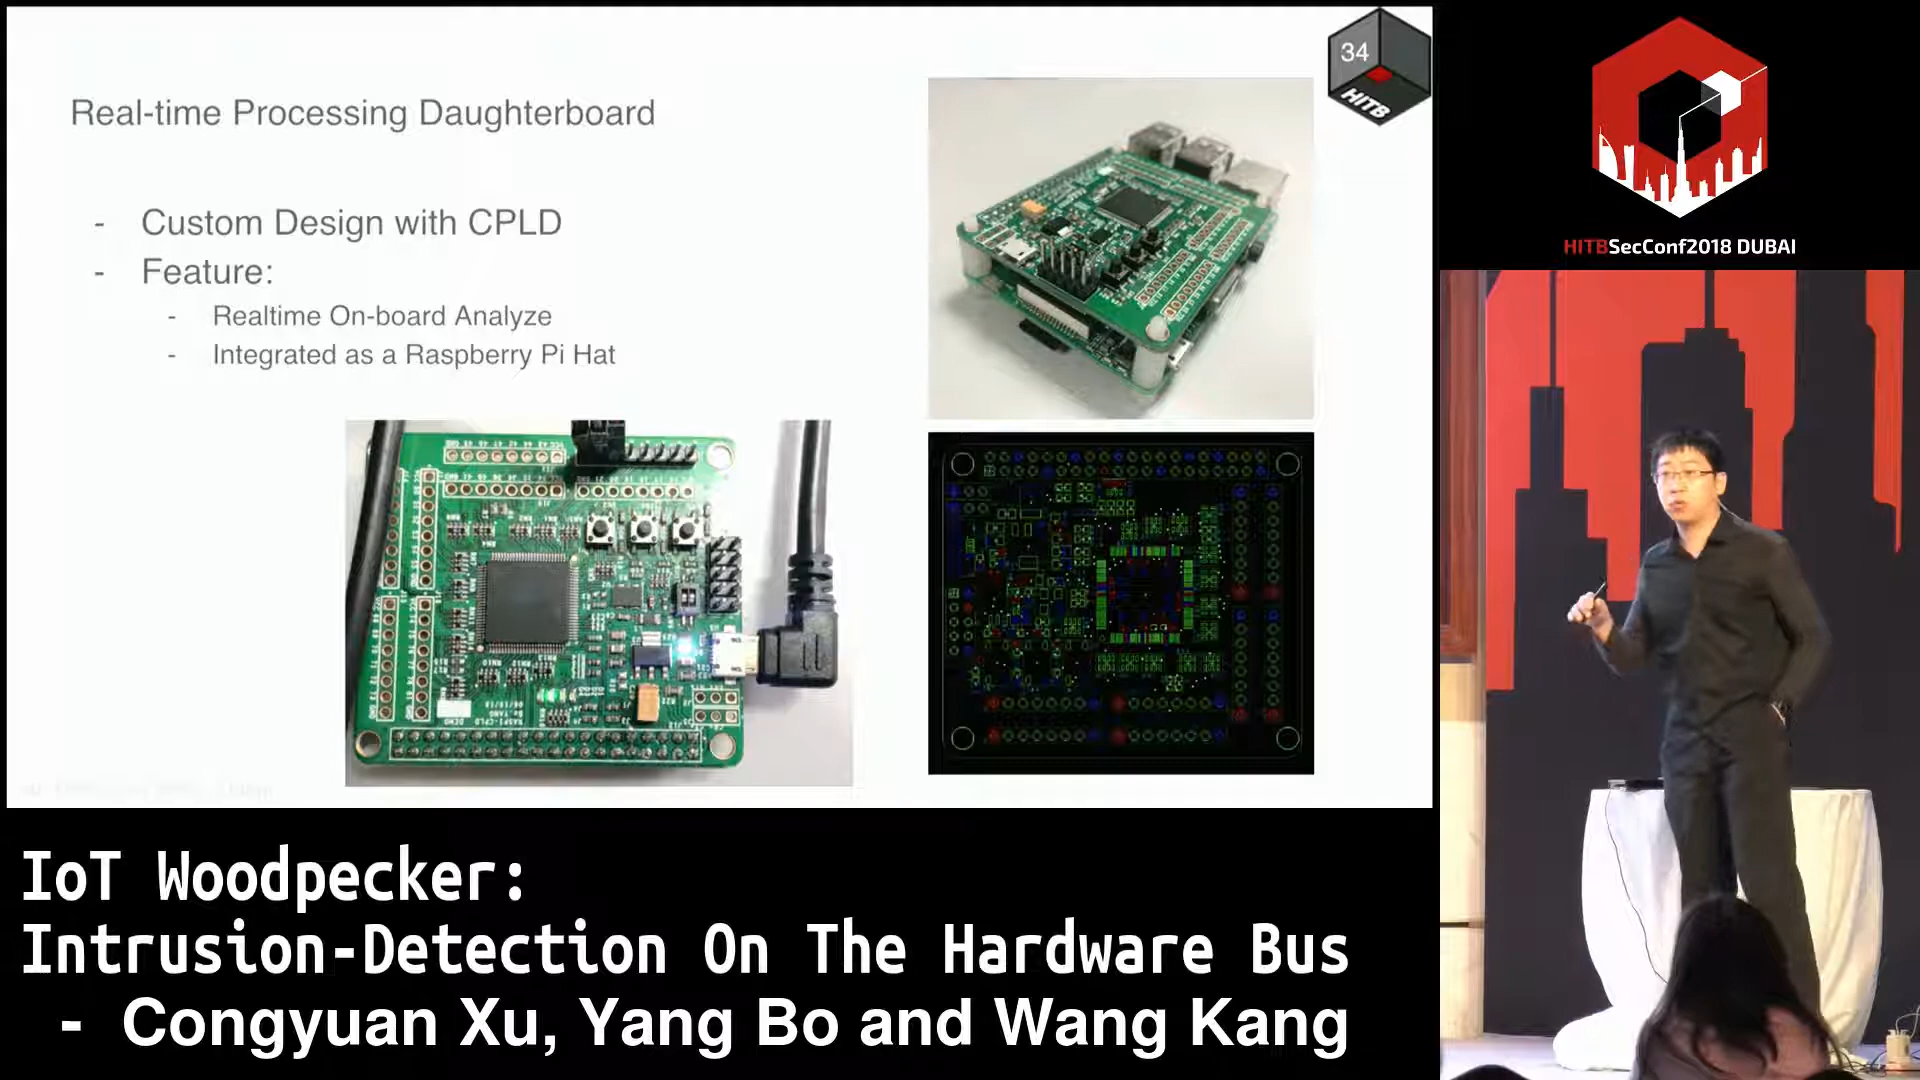 34
HITB
Real-time Processing Daughterboard
- Custom Design with CPLD
- Feature:
- Realtime On-board Analyze
- Integrated as a Raspberry Pi Hat
HITBSecConf2018 DUBAI
IoT Woodpecker:
Intrusion-Detection On The Hardware Bus
- Congyuan Xu, Yang Bo and Wang Kang